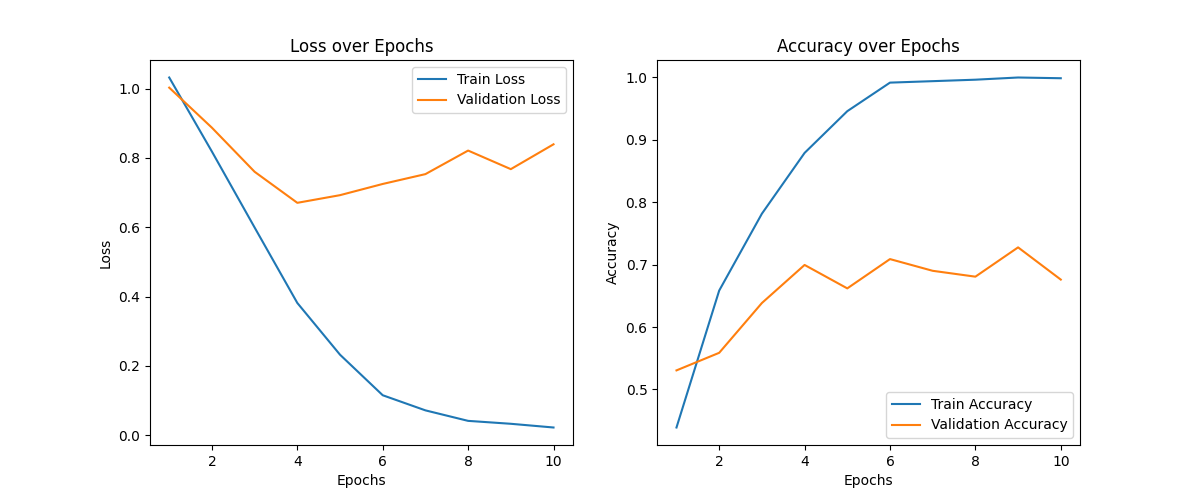 Loss over Epochs
Train Loss
Validation Loss
1.0
0.8
0.6
0.4
0.2
0.0
Loss
2
4
6
8
10
Epochs
Accuracy over Epochs
1.0
0.9
0.8
0.7
0.6
0.5
Accuracy
Train Accuracy
Validation Accuracy
2
4
6
8
10
Epochs